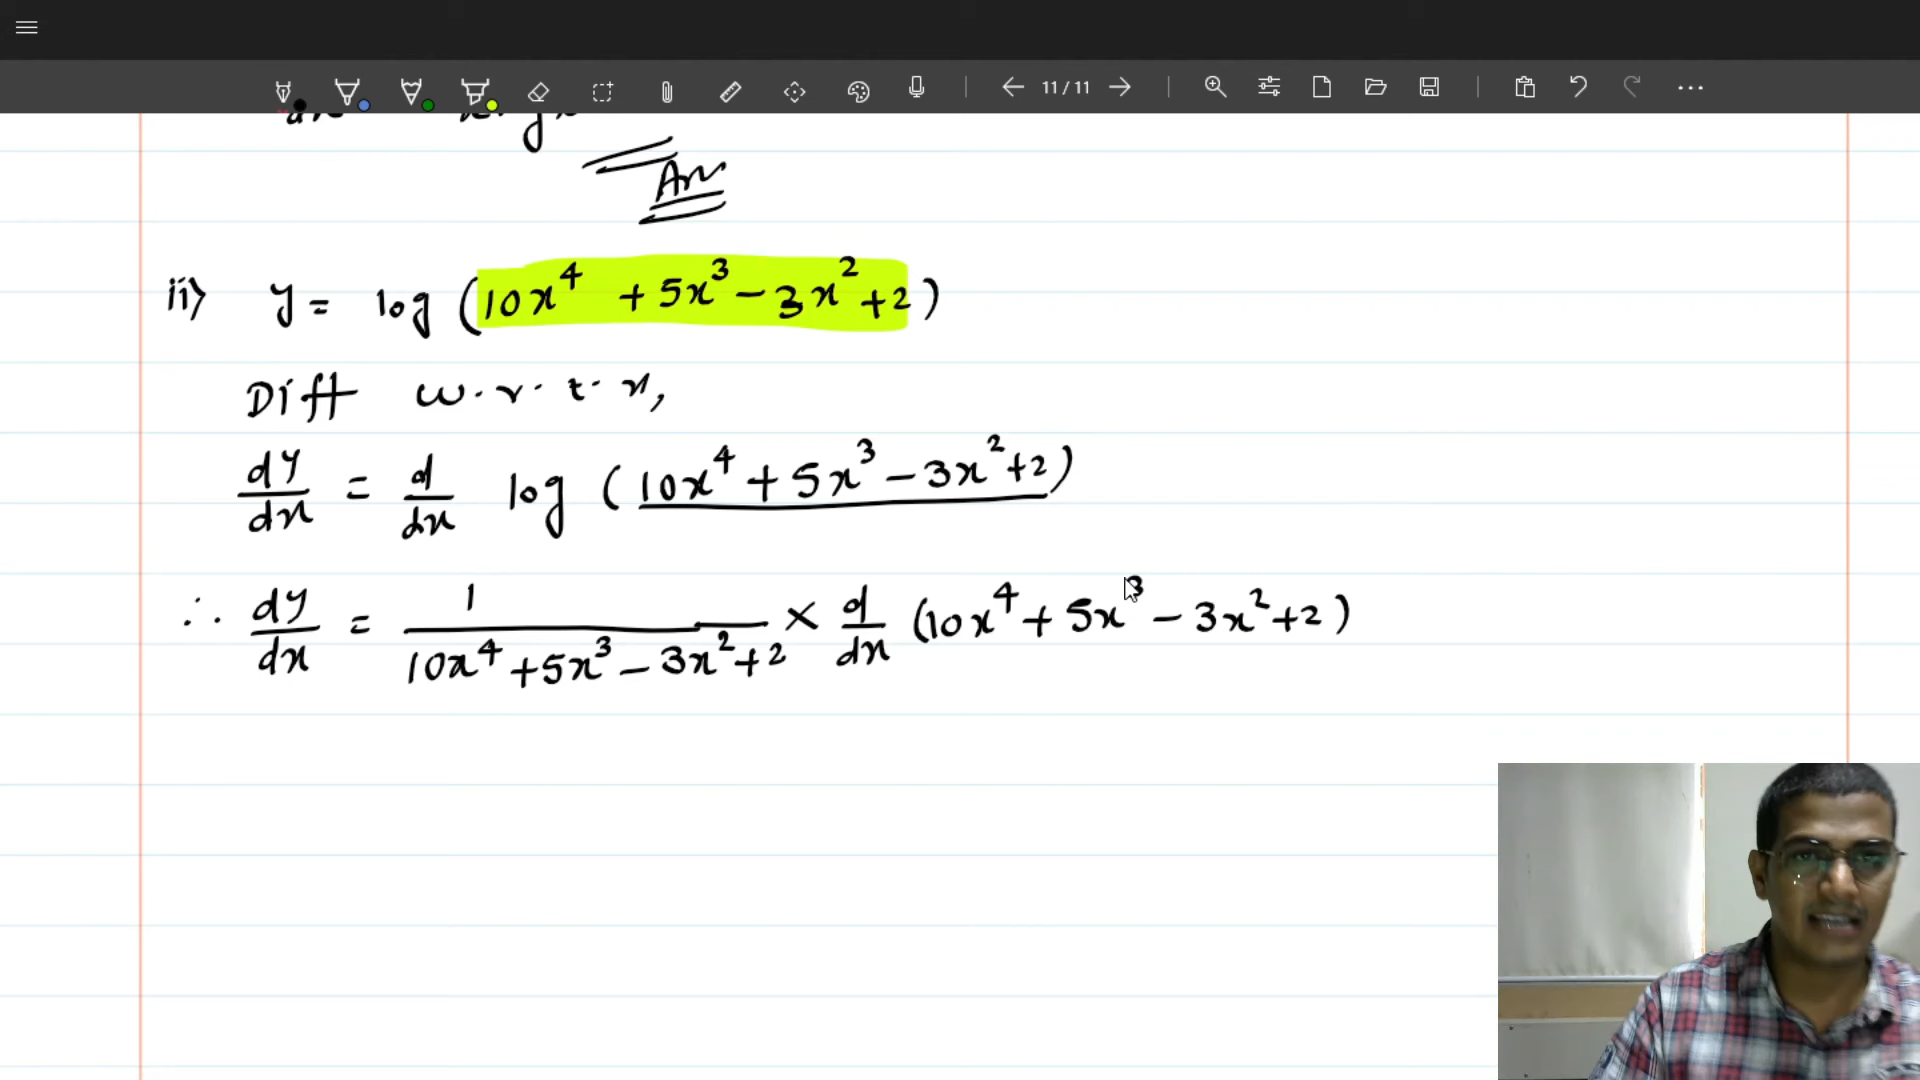 11 / 11
Ans
ii) y = log (10x⁴ + 5x³ - 3x² + 2)
Diff w.r.t. x,
dy/dx = d/dx log (10x⁴ + 5x³ - 3x² + 2)
∴ dy/dx = 1/(10x⁴ + 5x³ - 3x² + 2) × d/dx (10x⁴ + 5x³ - 3x² + 2)